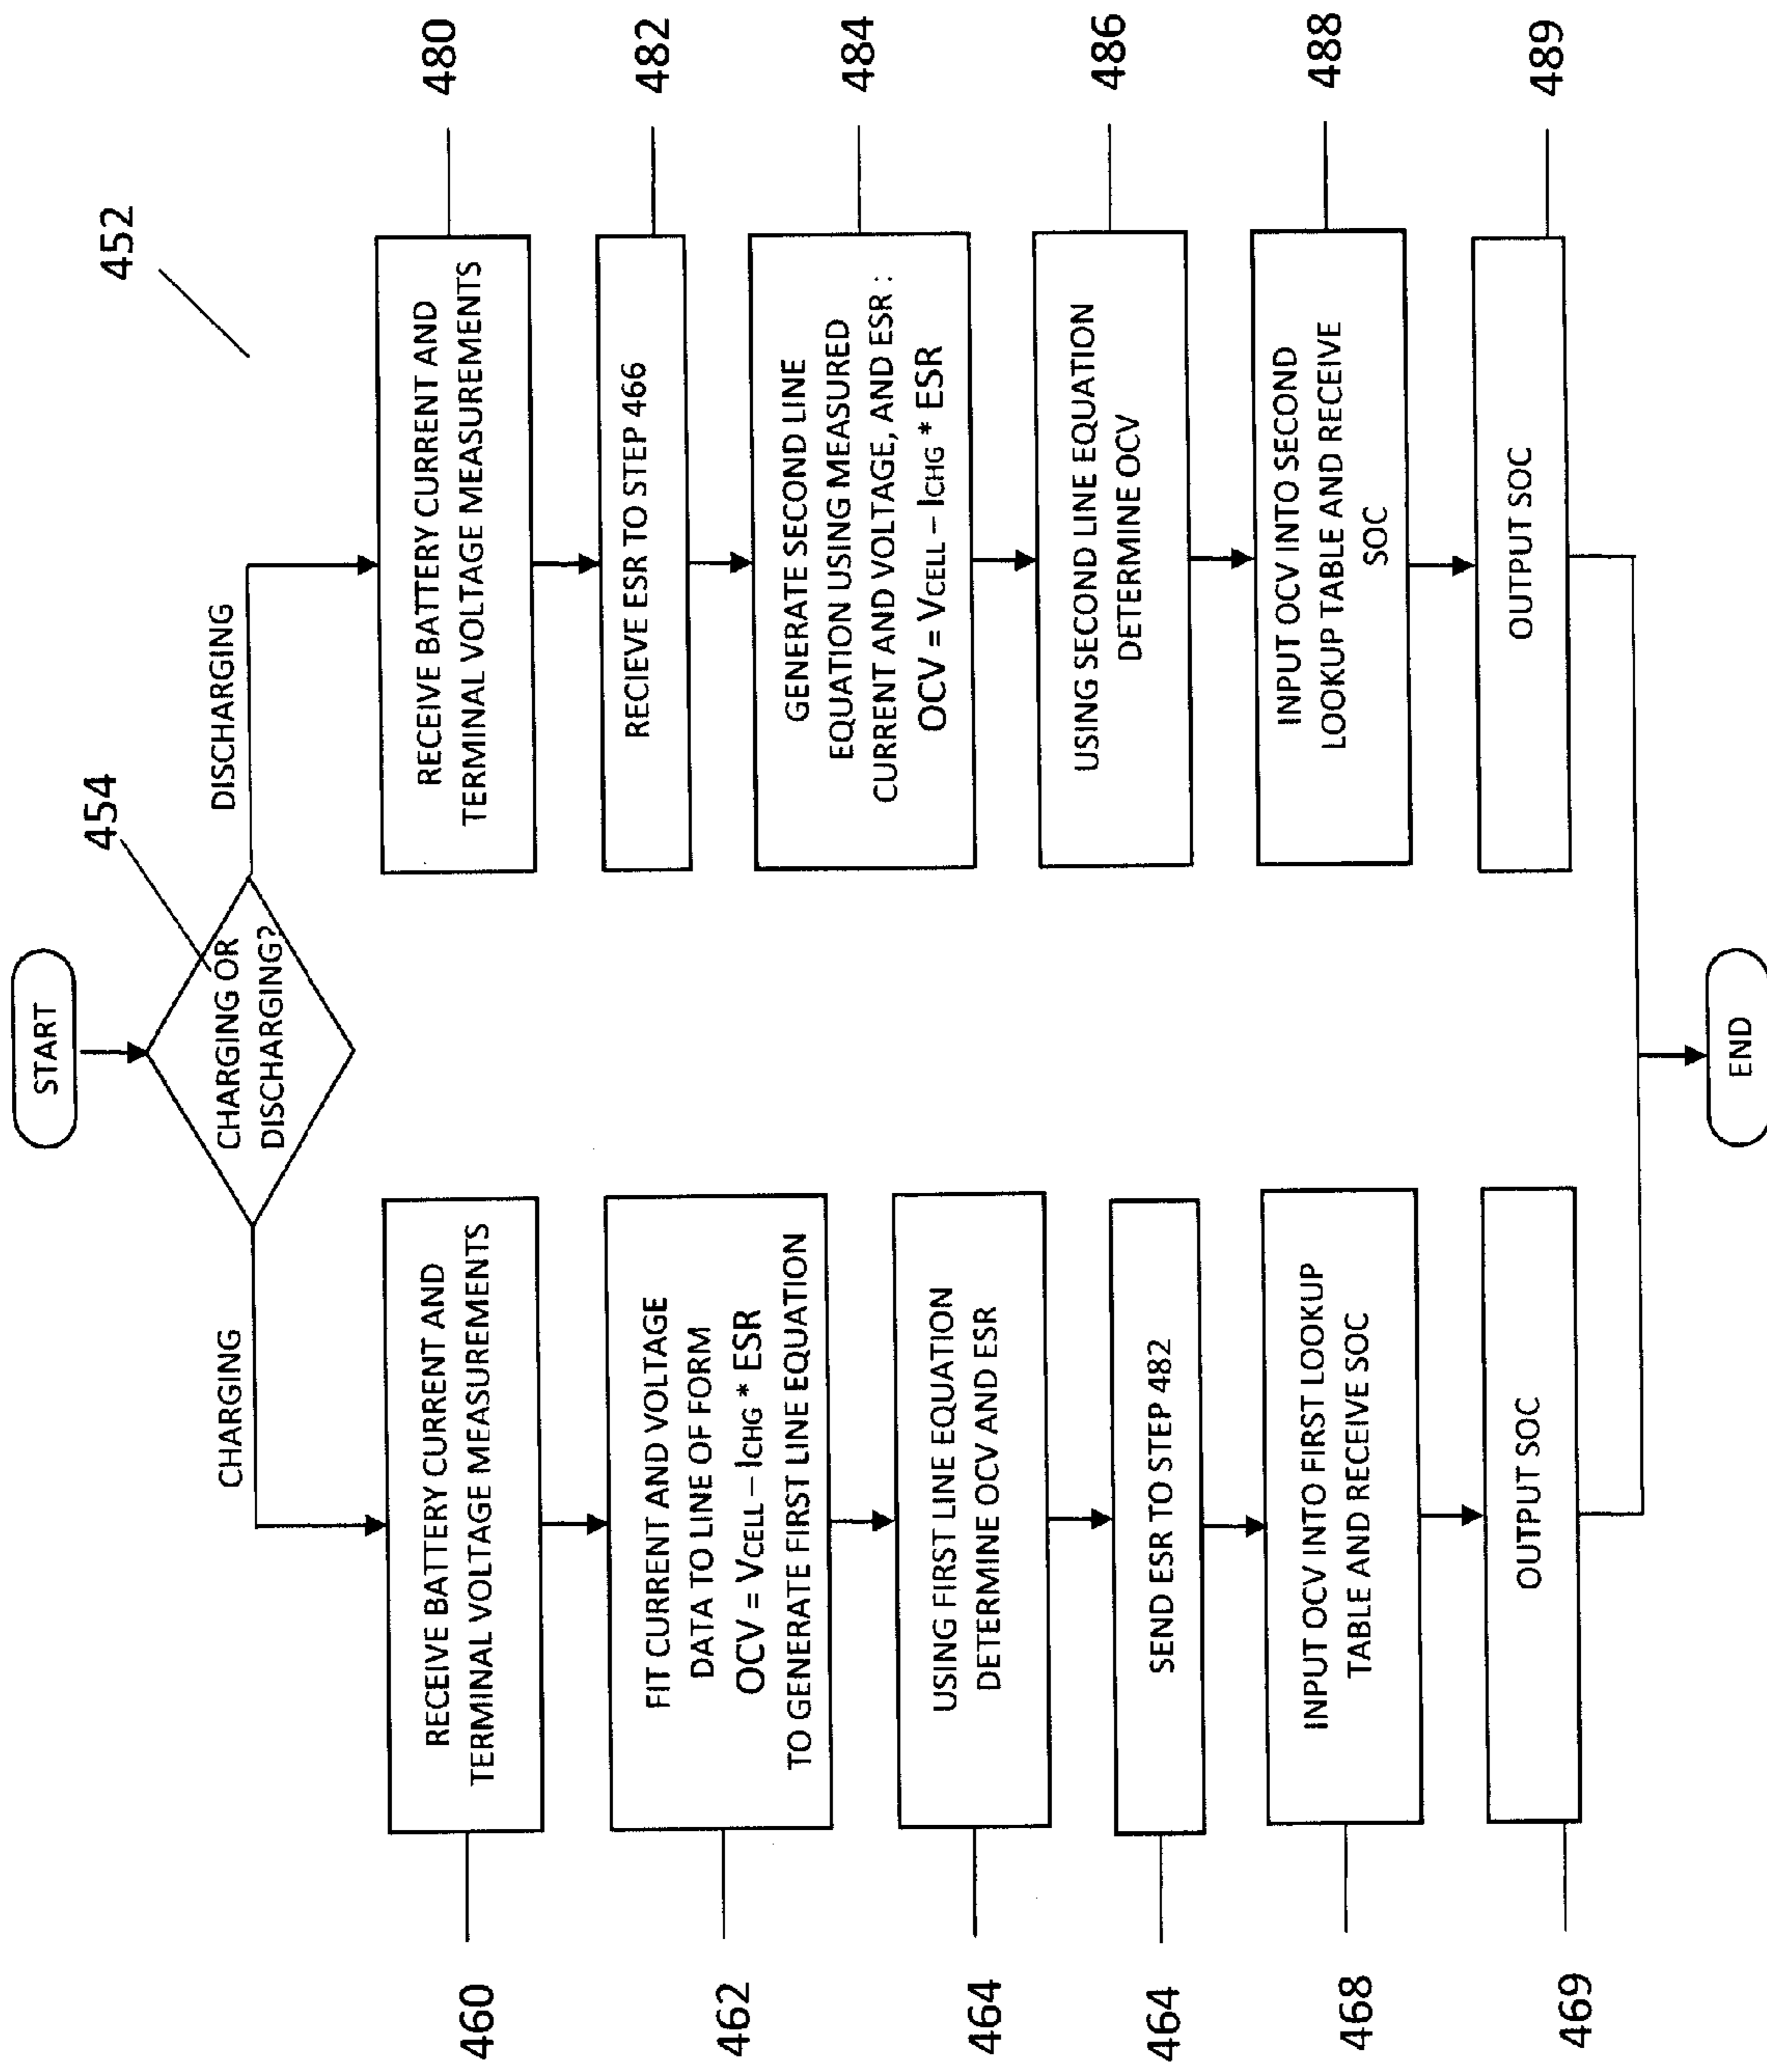 452
START
454
CHARGING OR
DISCHARGING?
CHARGING
DISCHARGING
460
RECEIVE BATTERY CURRENT AND
TERMINAL VOLTAGE MEASUREMENTS
462
FIT CURRENT AND VOLTAGE
DATA TO LINE OF FORM
OCV = VCELL – ICHG * ESR
TO GENERATE FIRST LINE EQUATION
464
USING FIRST LINE EQUATION
DETERMINE OCV AND ESR
464
SEND ESR TO STEP 482
468
INPUT OCV INTO FIRST LOOKUP
TABLE AND RECEIVE SOC
469
OUTPUT SOC
RECEIVE BATTERY CURRENT AND
TERMINAL VOLTAGE MEASUREMENTS
480
RECIEVE ESR TO STEP 466
482
GENERATE SECOND LINE
EQUATION USING MEASURED
CURRENT AND VOLTAGE, AND ESR :
OCV = VCELL – ICHG * ESR
484
USING SECOND LINE EQUATION
DETERMINE OCV
486
INPUT OCV INTO SECOND
LOOKUP TABLE AND RECEIVE
SOC
488
OUTPUT SOC
489
END